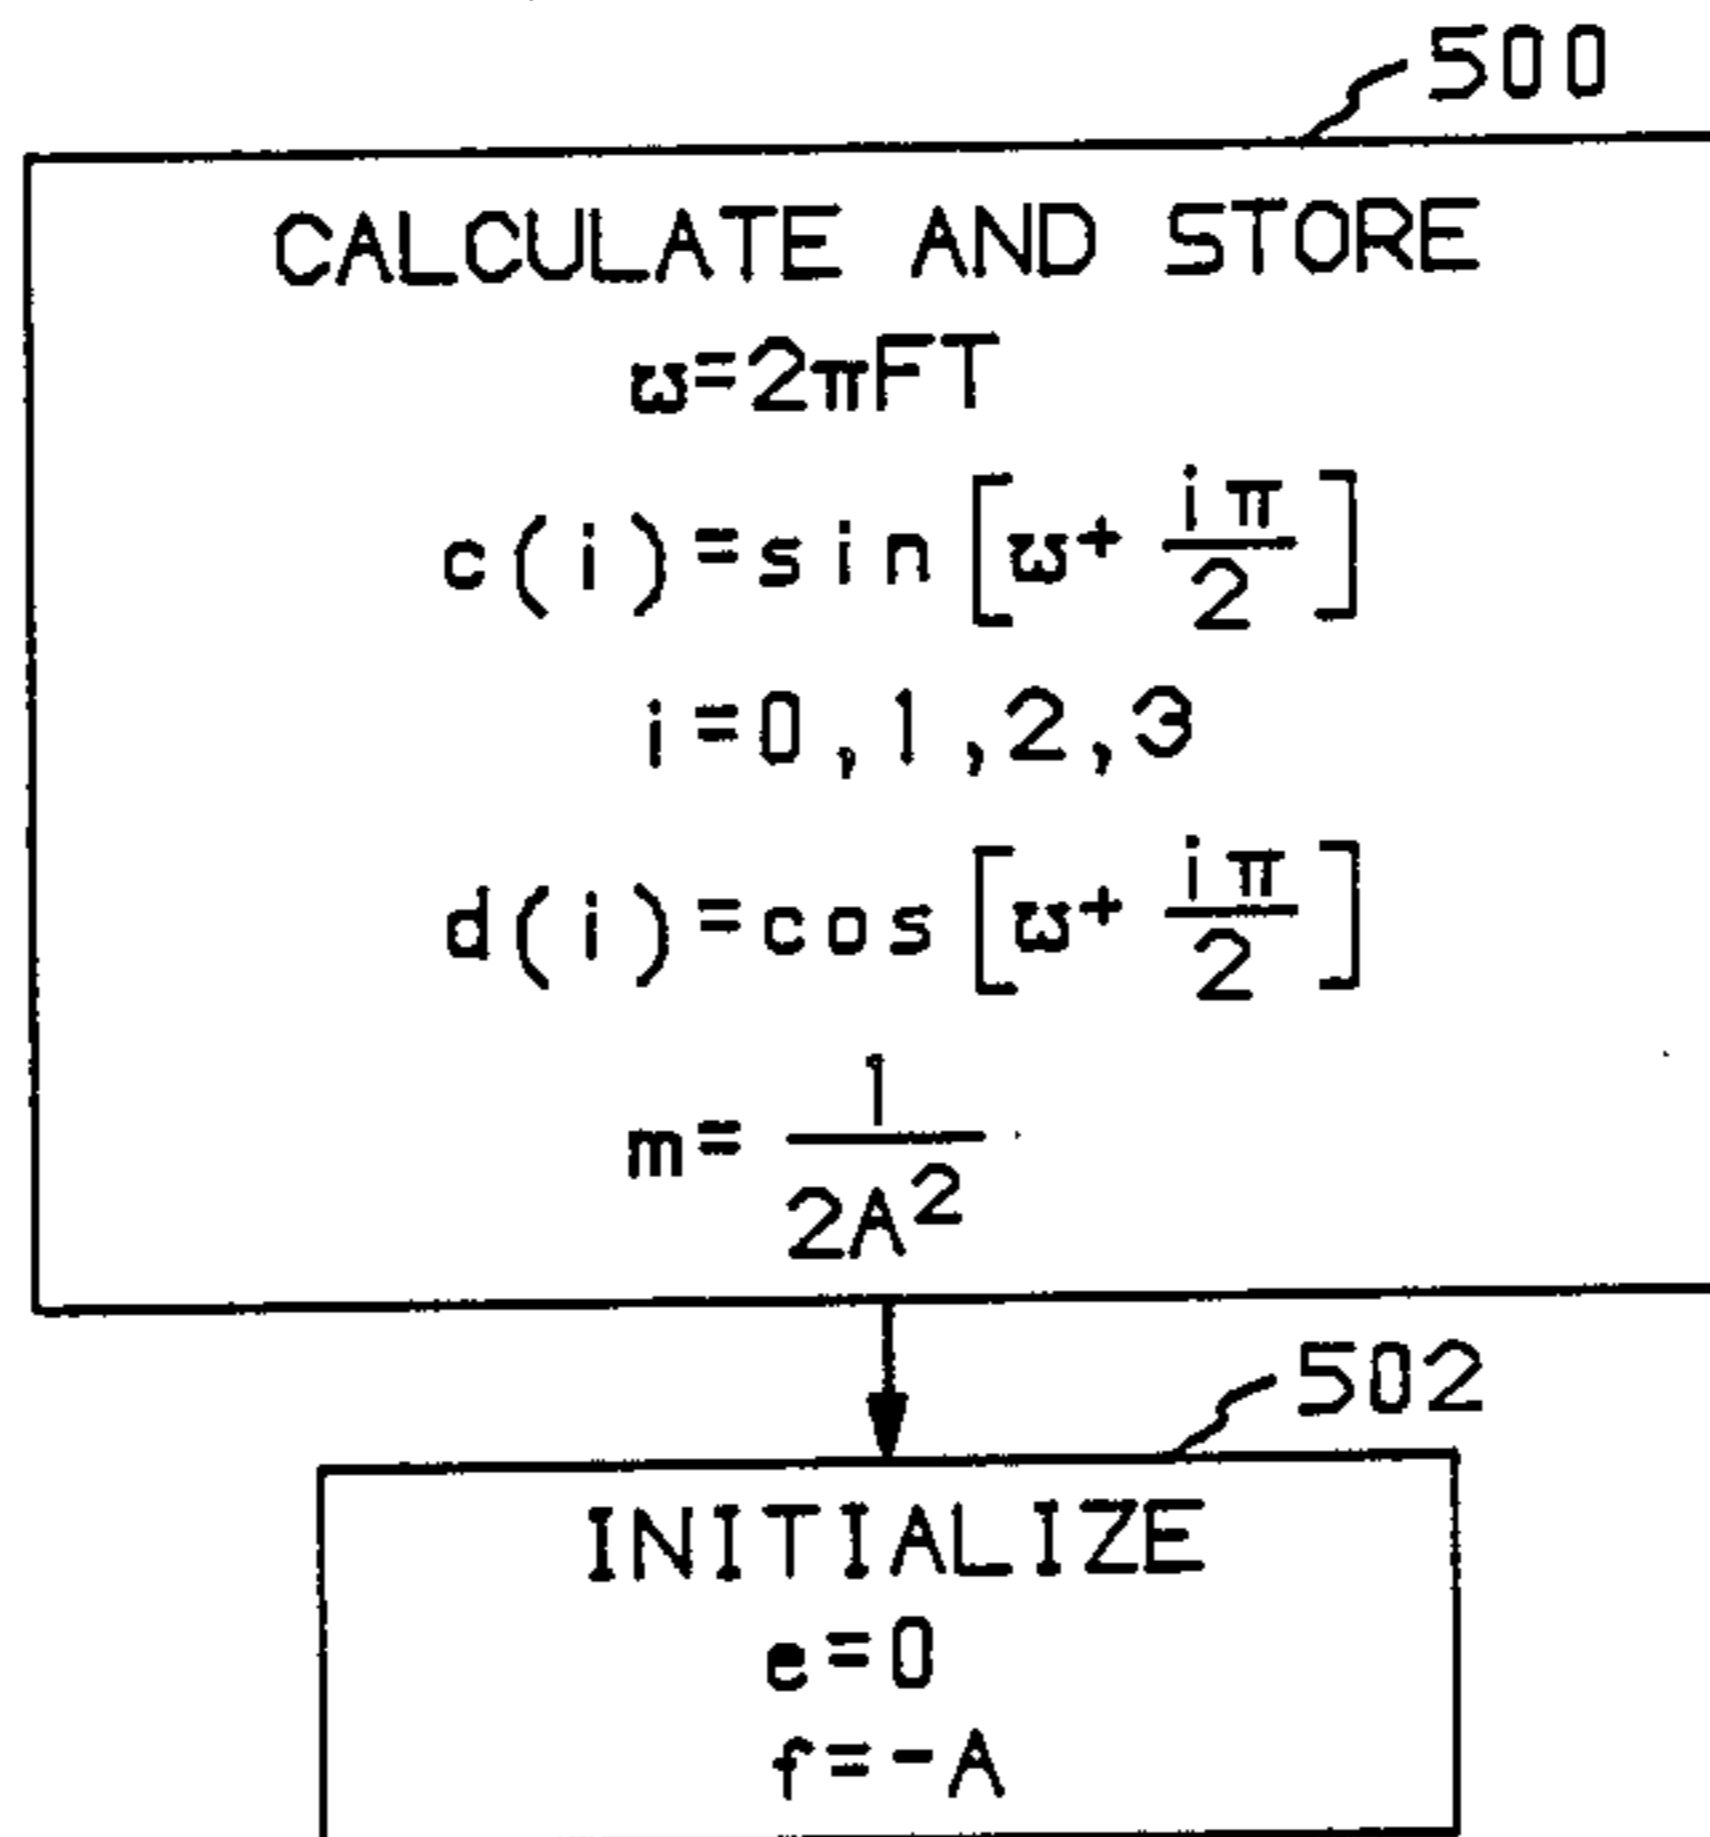 500
CALCULATE AND STORE
ω=2πFT
c(i)=sin[ω+ iπ/2]
i=0,1,2,3
d(i)=cos[ω+ iπ/2]
m= 1/2A²
502
INITIALIZE
e=0
f=-A